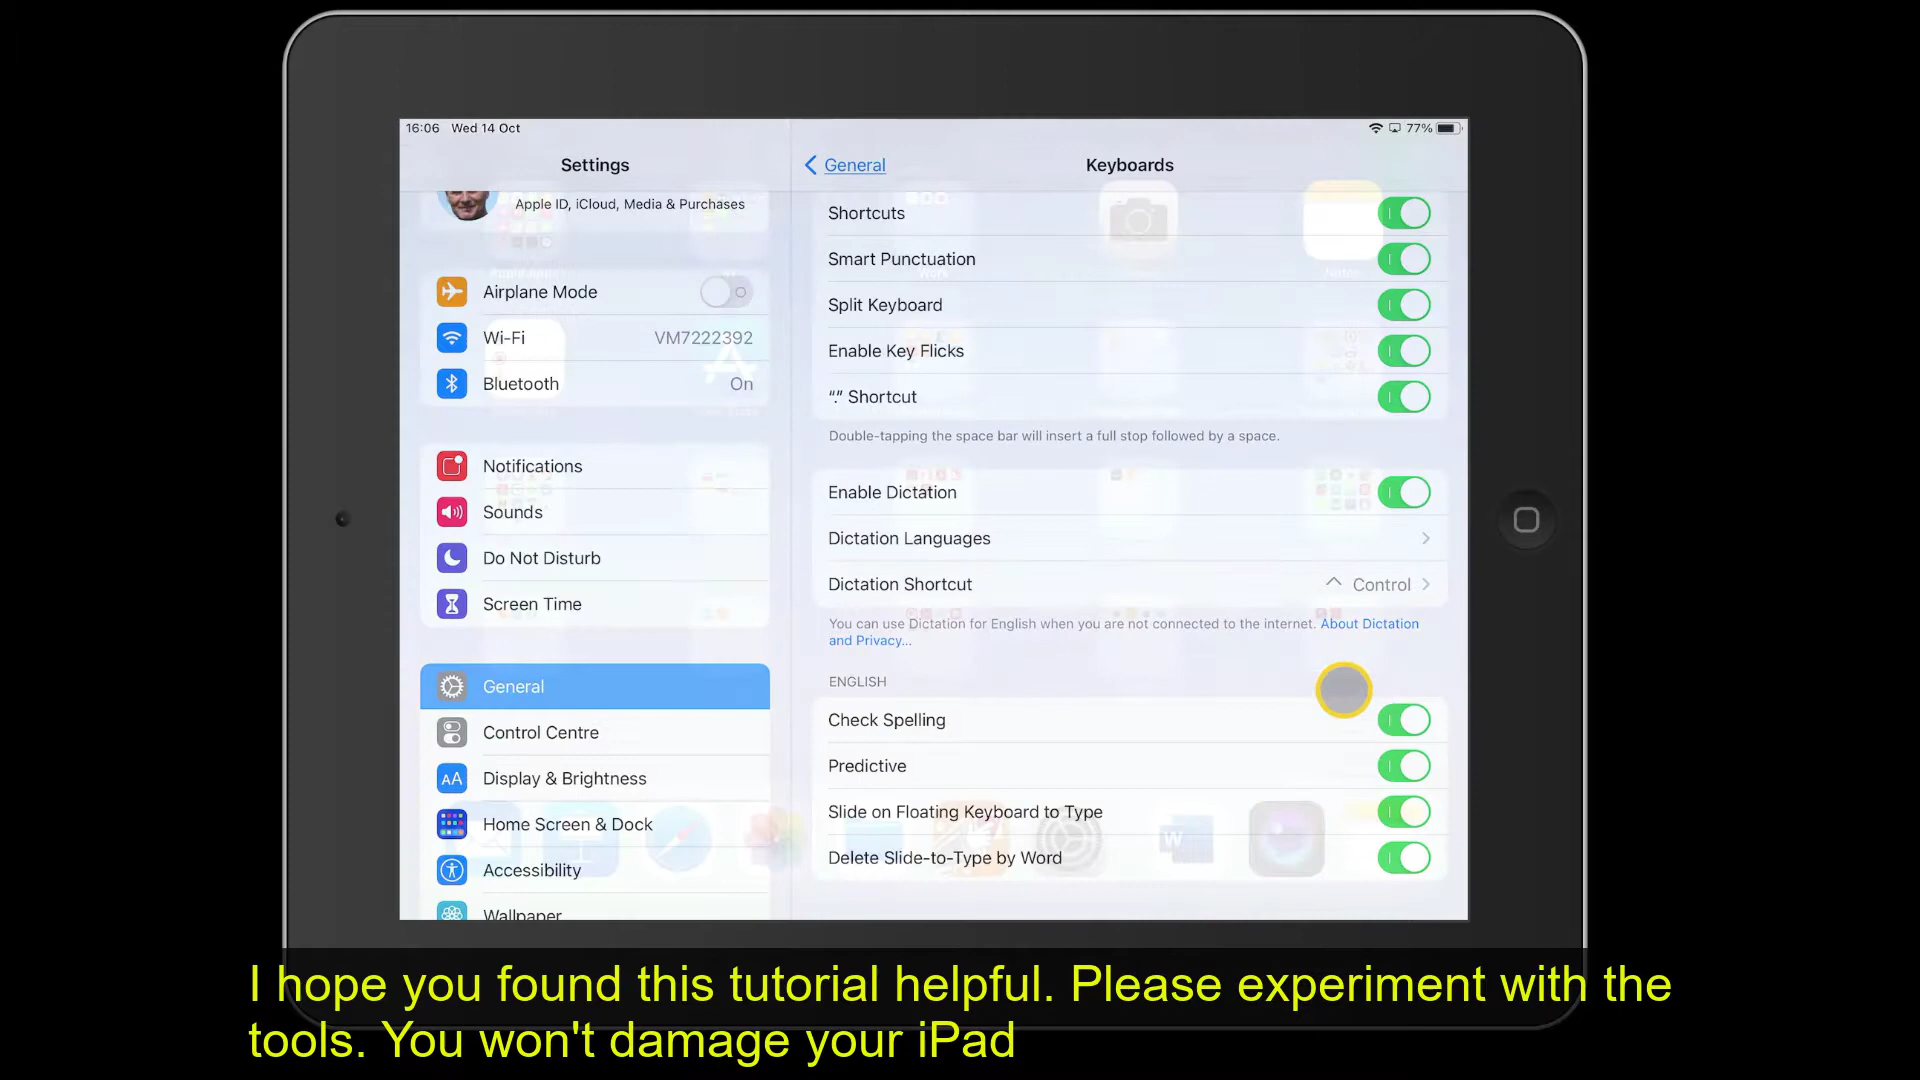 16:06 Wed 14 Oct
77%
Settings
General
Keyboards
Apple ID, iCloud, Media & Purchases
Airplane Mode
Wi-Fi VM7222392
Bluetooth On
Notifications
Sounds
Do Not Disturb
Screen Time
General
Control Centre
AA Display & Brightness
Home Screen & Dock
Accessibility
Wallpaper
Shortcuts
Smart Punctuation
Split Keyboard
Enable Key Flicks
“.” Shortcut
Double-tapping the space bar will insert a full stop followed by a space.
Enable Dictation
Dictation Languages
Dictation Shortcut ^ Control
You can use Dictation for English when you are not connected to the internet. About Dictation
and Privacy...
ENGLISH
Check Spelling
Predictive
Slide on Floating Keyboard to Type
Delete Slide-to-Type by Word
I hope you found this tutorial helpful. Please experiment with the
tools. You won't damage your iPad